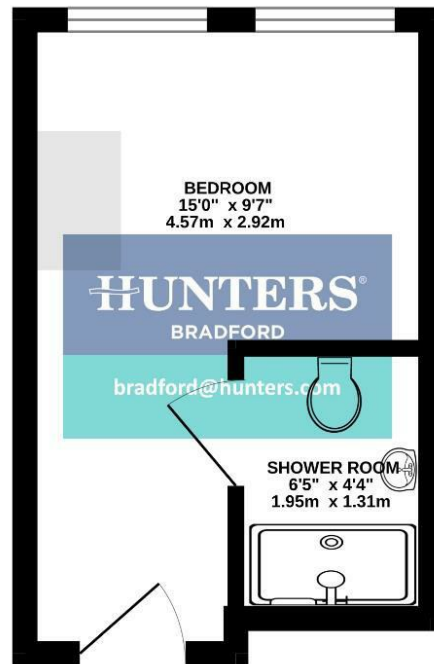 BEDROOM
15'0" x 9'7"
4.57m x 2.92m
HUNTERS®
BRADFORD
bradford@hunters.com
SHOWER ROOM
6'5" x 4'4"
1.95m x 1.31m